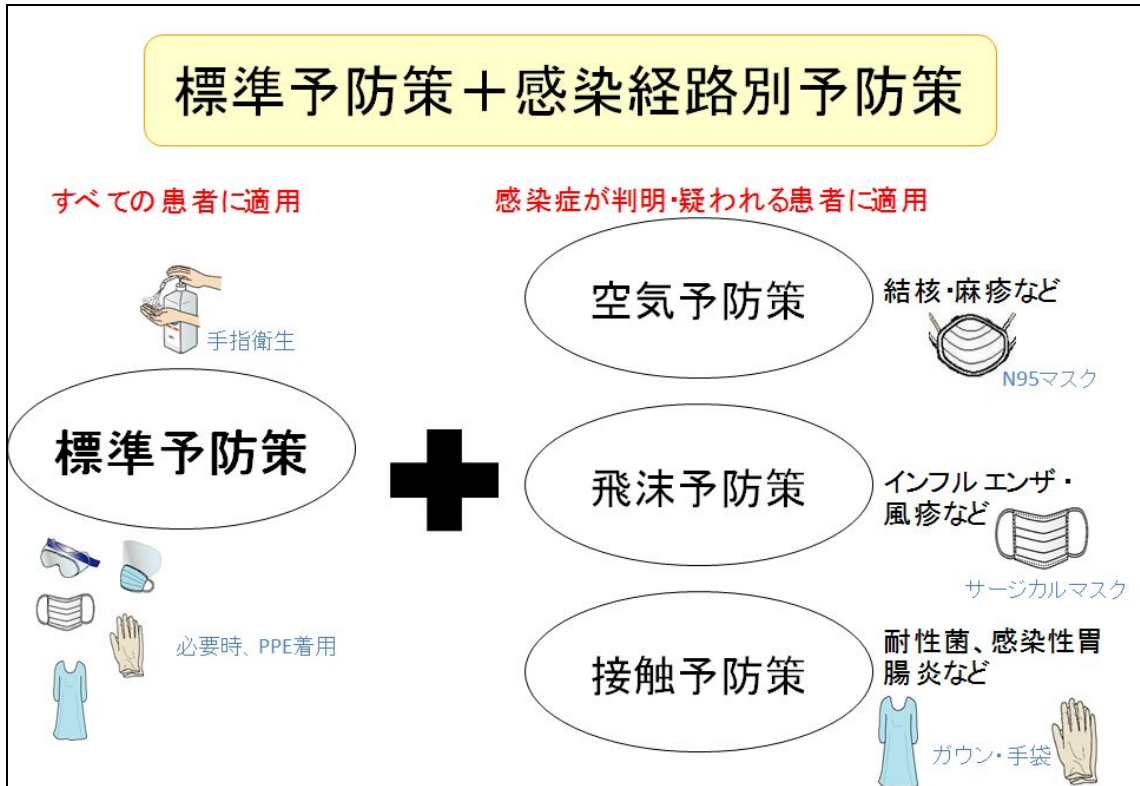 標準予防策＋感染経路別予防策
すべての患者に適用
手指衛生
標準予防策
必要時、PPE着用
感染症が判明・疑われる患者に適用
空気予防策
結核・麻疹など
N95マスク
飛沫予防策
インフルエンザ・
風疹など
サージカルマスク
接触予防策
耐性菌、感染性胃
腸炎など
ガウン・手袋